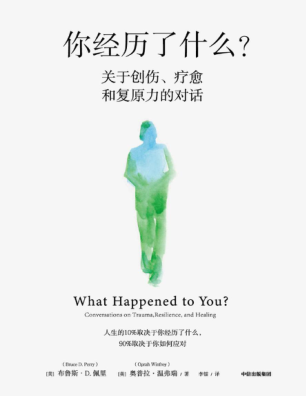 你经历了什么？
关于创伤、疗愈
和复原力的对话
What Happened to You?
Conversations on Trauma,Resilience, and Healing
人生的10%取决于你经历了什么，
90%取决于你如何应对
（Bruce D. Perry） （Oprah Winfrey）
[美] 布鲁斯·D. 佩里 [美] 奥普拉·温弗瑞 / 著 李镭 / 译 中信出版集团